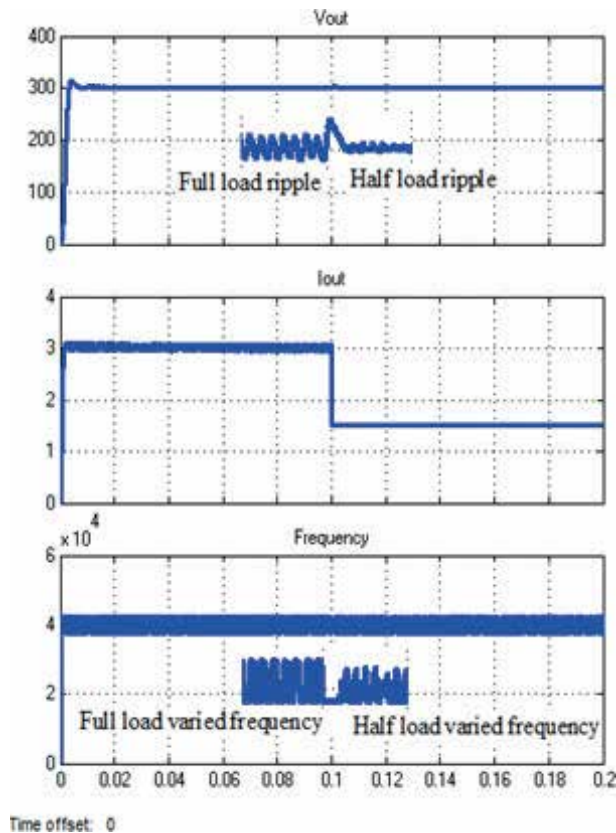 Vout
400
300
200
100
0
Full load ripple
Half load ripple
Iout
4
3
2
1
0
Frequency
x 10^4
6
4
2
0
Full load varied frequency
Half load varied frequency
0 0.02 0.04 0.06 0.08 0.1 0.12 0.14 0.16 0.18 0.2
Time offset: 0